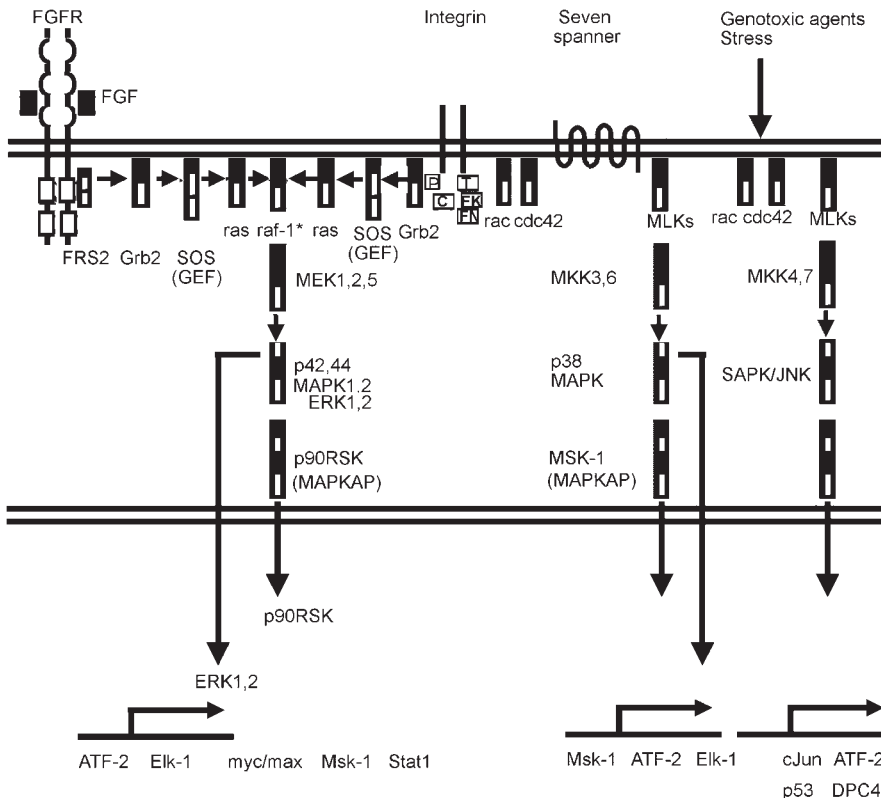 FGFR
Integrin
Seven
spanner
Genotoxic agents
Stress
FGF
P
T
C
FK
FN
FRS2
Grb2
SOS
(GEF)
ras
raf-1*
ras
SOS
(GEF)
Grb2
rac cdc42
MLKs
rac cdc42
MLKs
MEK1,2,5
MKK3,6
MKK4,7
p42,44
MAPK1.2
ERK1,2
p38
MAPK
SAPK/JNK
p90RSK
(MAPKAP)
MSK-1
(MAPKAP)
p90RSK
ERK1,2
ATF-2 Elk-1 myc/max Msk-1 Stat1
Msk-1 ATF-2 Elk-1
cJun ATF-2
p53 DPC4